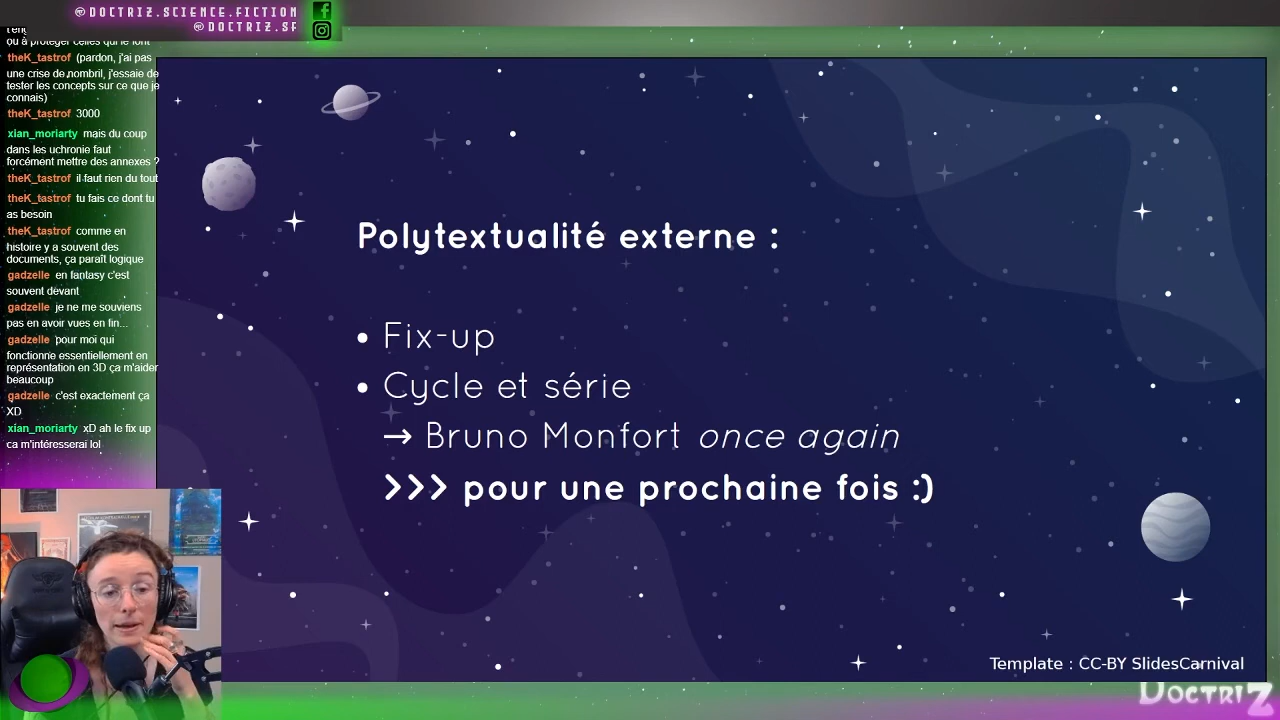 @DOCTRIZ.SCIENCE.FICTION
@DOCTRIZ.SF
ou à protéger celles qui le font
theK_tastrof (pardon, j'ai pas
une crise de nombril, j'essaie de
tester les concepts sur ce que je
connais)
theK_tastrof 3000
xian_moriarty mais du coup
dans les uchronie faut
forcément mettre des annexes ?
theK_tastrof il faut rien du tout
theK_tastrof tu fais ce dont tu
as besoin
theK_tastrof comme en
histoire y a souvent des
documents, ça paraît logique
gadzelle en fantasy c'est
souvent devant
gadzelle je ne me souviens
pas en avoir vues en fin...
gadzelle pour moi qui
fonctionne essentiellement en
représentation en 3D ça m'aider
beaucoup
gadzelle c'est exactement ça
XD
xian_moriarty xD ah le fix up
ca m'intéresserai lol
Polytextualité externe :
• Fix-up
• Cycle et série
→ Bruno Monfort once again
>>> pour une prochaine fois :)
Template : CC-BY SlidesCarnival
DOCTRIZ